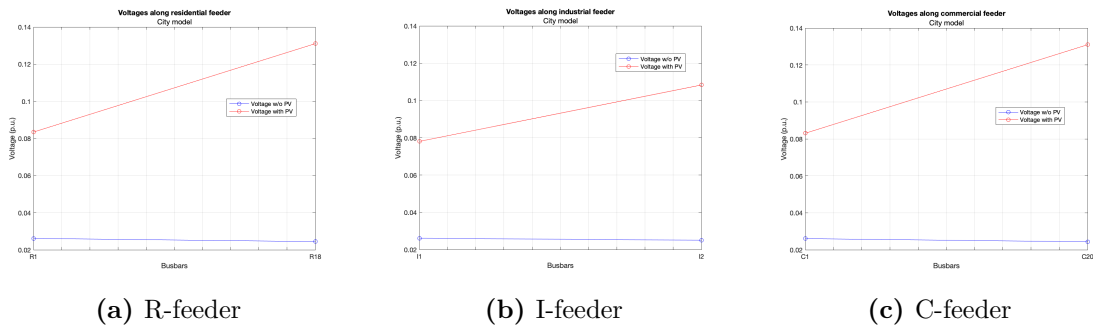 Voltages along residential feeder
City model
0.14
0.12
0.1
0.08
0.06
0.04
0.02
Voltage (p.u.)
Voltage w/o PV
Voltage with PV
R1
R18
Busbars
(a) R-feeder
Voltages along industrial feeder
City model
0.14
0.12
0.1
0.08
0.06
0.04
0.02
Voltage (p.u.)
Voltage w/o PV
Voltage with PV
I1
I2
Busbars
(b) I-feeder
Voltages along commercial feeder
City model
0.14
0.12
0.1
0.08
0.06
0.04
0.02
Voltage (p.u.)
Voltage w/o PV
Voltage with PV
C1
C20
Busbars
(c) C-feeder